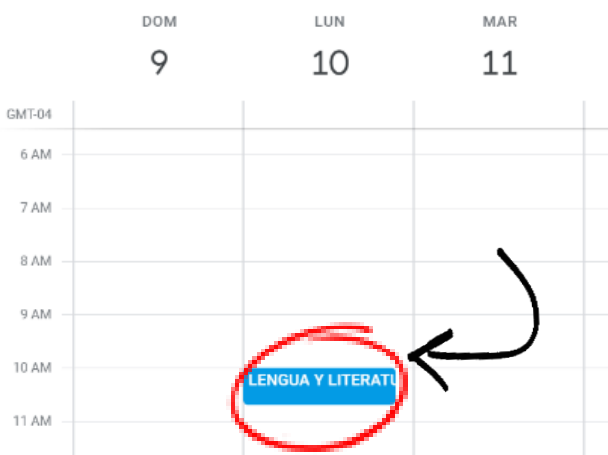 DOM LUN MAR
9 10 11
GMT-04
6 AM
7 AM
8 AM
9 AM
10 AM
LENGUA Y LITERATU
11 AM